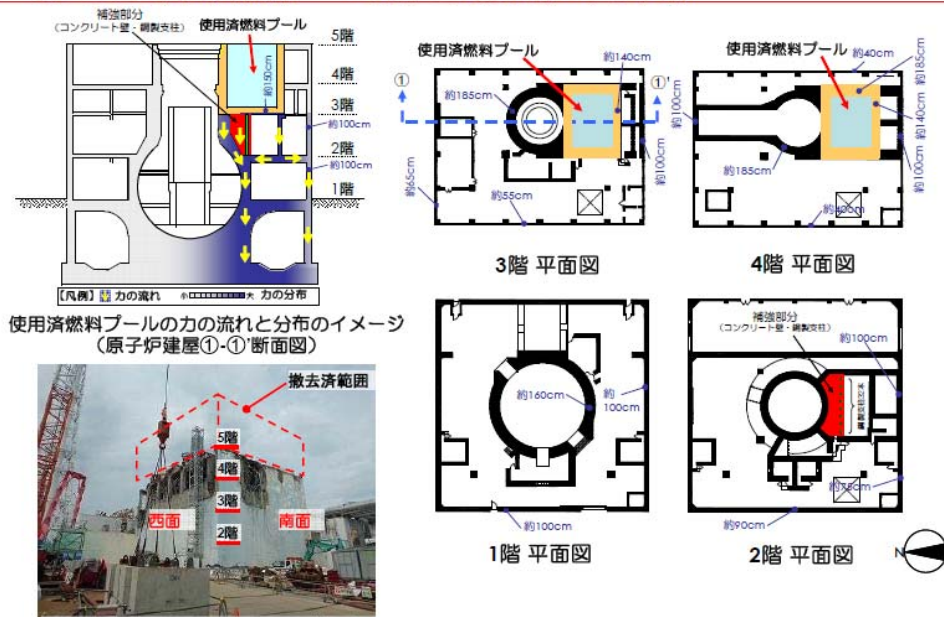 補強部分
(コンクリート壁・鋼製支柱)
使用済燃料プール
5階
4階
3階
2階
1階
約150cm
約100cm
約100cm
【凡例】 力の流れ 小 大 力の分布
使用済燃料プールの力の流れと分布のイメージ
(原子炉建屋①-①'断面図)
撤去済範囲
5階
4階
3階
2階
西面
南面
使用済燃料プール
約140cm
①
①'
約185cm
約100cm
約65cm
約55cm
3階 平面図
使用済燃料プール
約40cm
約185cm
約140cm
約100cm
約100cm
約185cm
約40cm
4階 平面図
約160cm
約100cm
約100cm
1階 平面図
補強部分
(コンクリート壁・鋼製支柱)
約100cm
鋼製支柱32本
約75cm
約90cm
2階 平面図
N